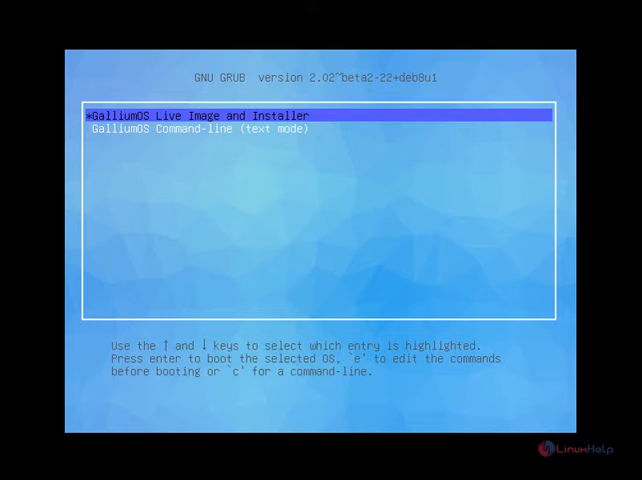 GNU GRUB version 2.02~beta2-22+deb8u1
*GalliumOS Live Image and Installer
GalliumOS Command-line (text mode)
Use the ↑ and ↓ keys to select which entry is highlighted.
Press enter to boot the selected OS, `e' to edit the commands
before booting or `c' for a command-line.
LinuxHelp